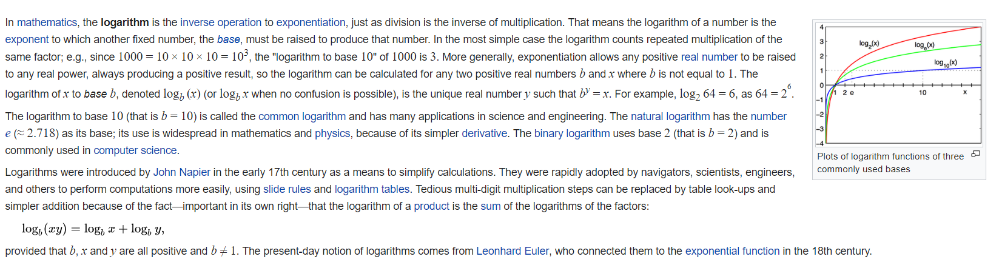 In mathematics, the logarithm is the inverse operation to exponentiation, just as division is the inverse of multiplication. That means the logarithm of a number is the
exponent to which another fixed number, the base, must be raised to produce that number. In the most simple case the logarithm counts repeated multiplication of the
same factor; e.g., since 1000 = 10 × 10 × 10 = 10³, the "logarithm to base 10" of 1000 is 3. More generally, exponentiation allows any positive real number to be raised
to any real power, always producing a positive result, so the logarithm can be calculated for any two positive real numbers b and x where b is not equal to 1. The
logarithm of x to base b, denoted log_b (x) (or log_b x when no confusion is possible), is the unique real number y such that b^y = x. For example, log₂ 64 = 6, as 64 = 2⁶.
The logarithm to base 10 (that is b = 10) is called the common logarithm and has many applications in science and engineering. The natural logarithm has the number
e (≈ 2.718) as its base; its use is widespread in mathematics and physics, because of its simpler derivative. The binary logarithm uses base 2 (that is b = 2) and is
commonly used in computer science.
Logarithms were introduced by John Napier in the early 17th century as a means to simplify calculations. They were rapidly adopted by navigators, scientists, engineers,
and others to perform computations more easily, using slide rules and logarithm tables. Tedious multi-digit multiplication steps can be replaced by table look-ups and
simpler addition because of the fact—important in its own right—that the logarithm of a product is the sum of the logarithms of the factors:
log_b (xy) = log_b x + log_b y,
provided that b, x and y are all positive and b ≠ 1. The present-day notion of logarithms comes from Leonhard Euler, who connected them to the exponential function in the 18th century.
4
3
2
1
0
-1
-2
-3
-4
log₂(x)
logₑ(x)
log₁₀(x)
1 2 e 10 x
Plots of logarithm functions of three
commonly used bases